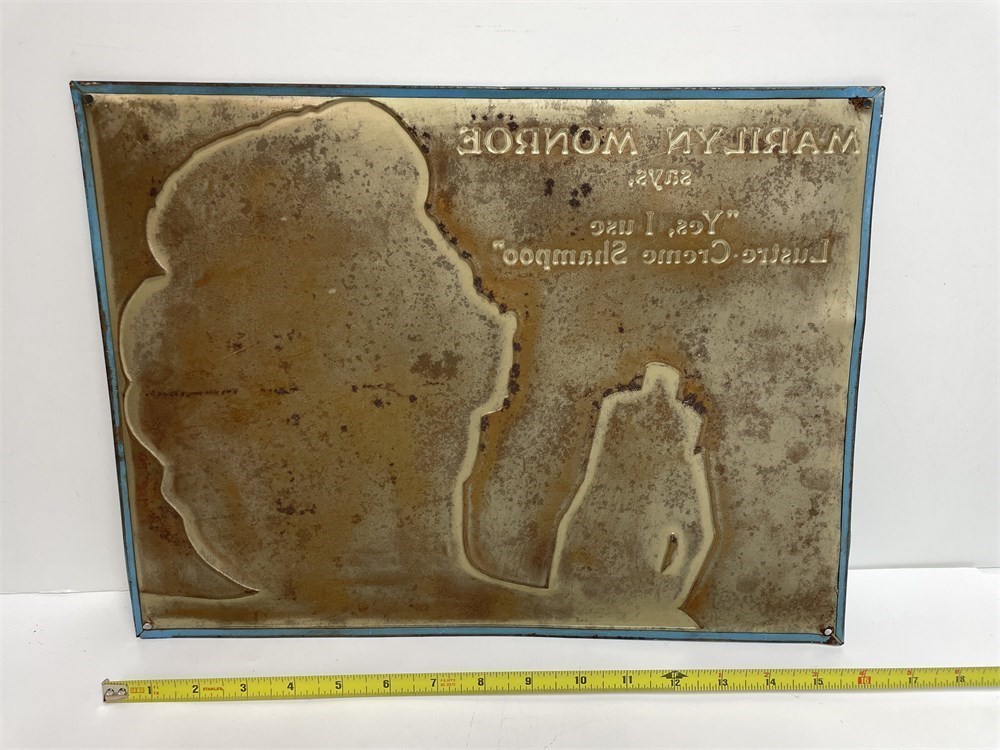 MARILYN MONROE
says,
"Yes, I use
Lustre-Creme Shampoo"
1 2 STANLEY 3 4 5 6 7 8 9 10 11 12 13 14 15 16 17 18